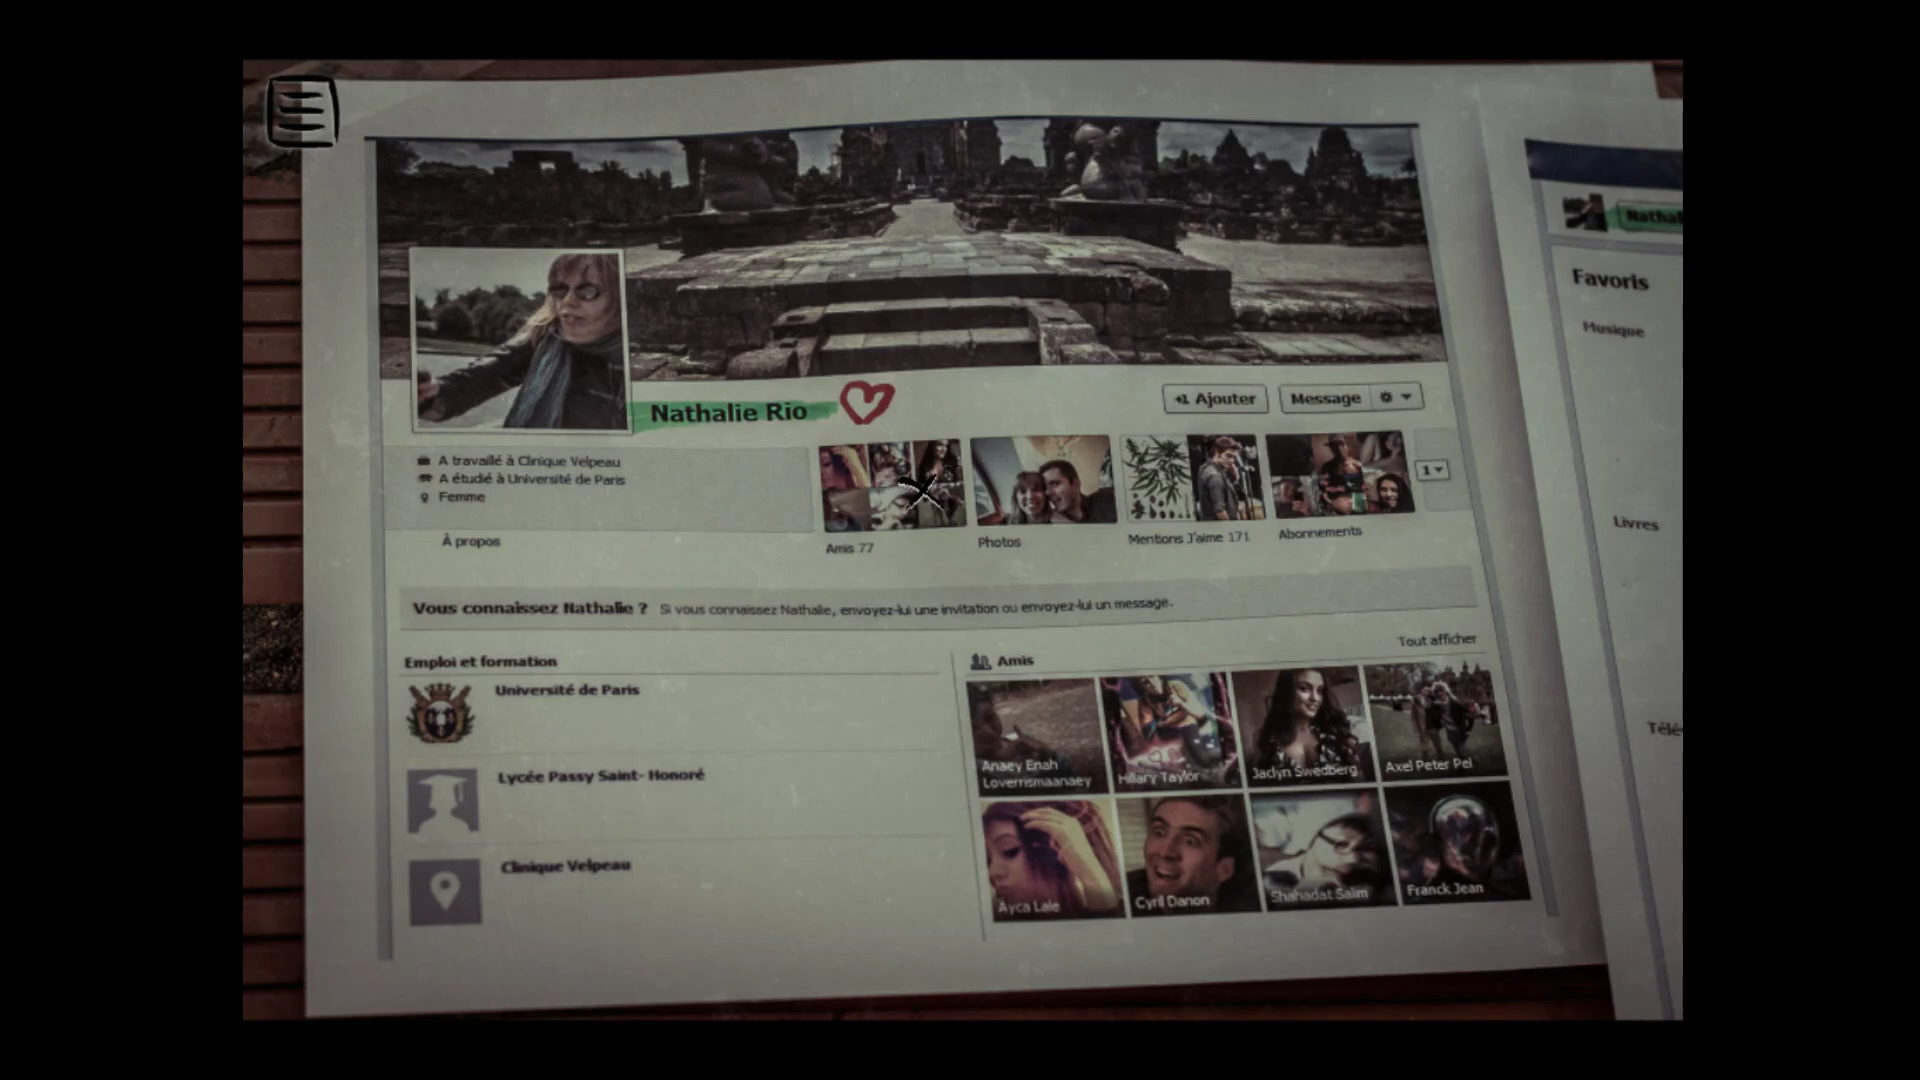 Nathalie Rio
+1 Ajouter
Message
A travaillé à Clinique Velpeau
A étudié à Université de Paris
Femme
À propos
Amis 77
Photos
Mentions J'aime 171
Abonnements
1
Vous connaissez Nathalie ? Si vous connaissez Nathalie, envoyez-lui une invitation ou envoyez-lui un message.
Emploi et formation
Université de Paris
Lycée Passy Saint- Honoré
Clinique Velpeau
Amis
Tout afficher
Anaey Enah
Loverrismaanaey
Hillary Taylor
Jaclyn Swedberg
Axel Peter Pel
Ayca Lale
Cyril Danon
Shahadat Salim
Franck Jean
Nathal
Favoris
Musique
Livres
Télé